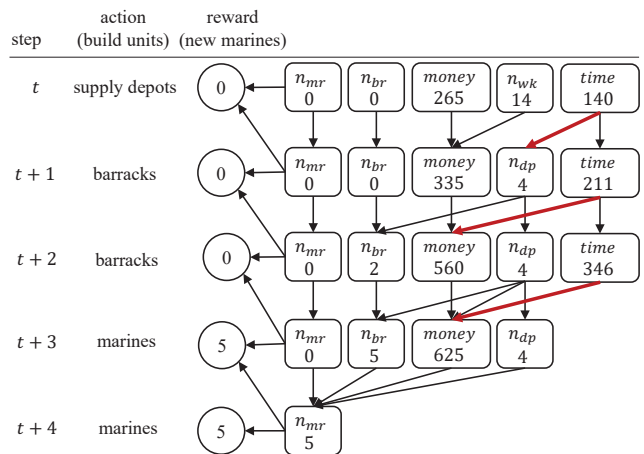 action reward
step (build units) (new marines)
t supply depots 0 n_mr 0 n_br 0 money 265 n_wk 14 time 140
t + 1 barracks 0 n_mr 0 n_br 0 money 335 n_dp 4 time 211
t + 2 barracks 0 n_mr 0 n_br 2 money 560 n_dp 4 time 346
t + 3 marines 5 n_mr 0 n_br 5 money 625 n_dp 4
t + 4 marines 5 n_mr 5